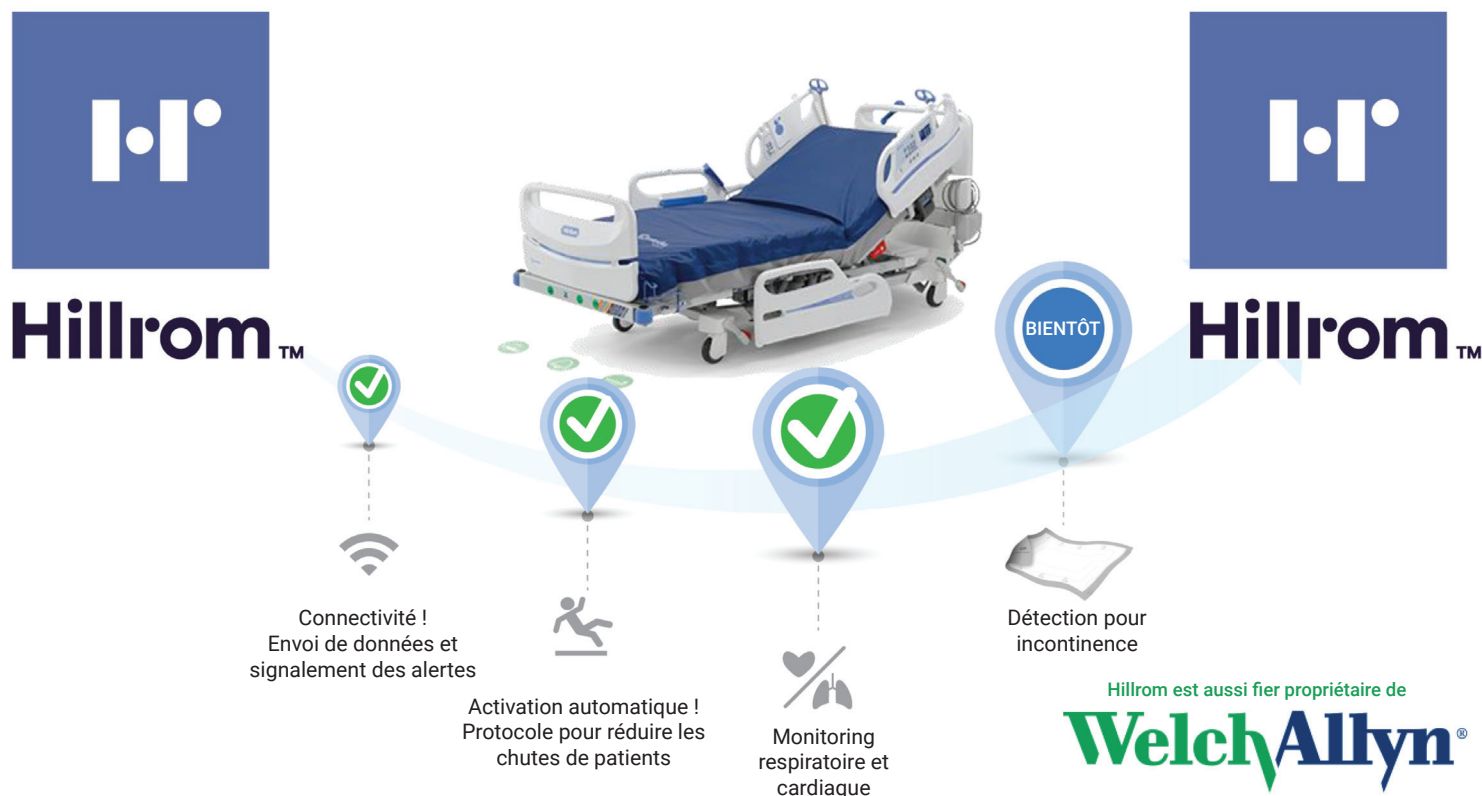 Hillrom™
Hillrom™
BIENTÔT
Connectivité !
Envoi de données et
signalement des alertes
Activation automatique !
Protocole pour réduire les
chutes de patients
Monitoring
respiratoire et
cardiaque
Détection pour
incontinence
Hillrom est aussi fier propriétaire de
WelchAllyn®